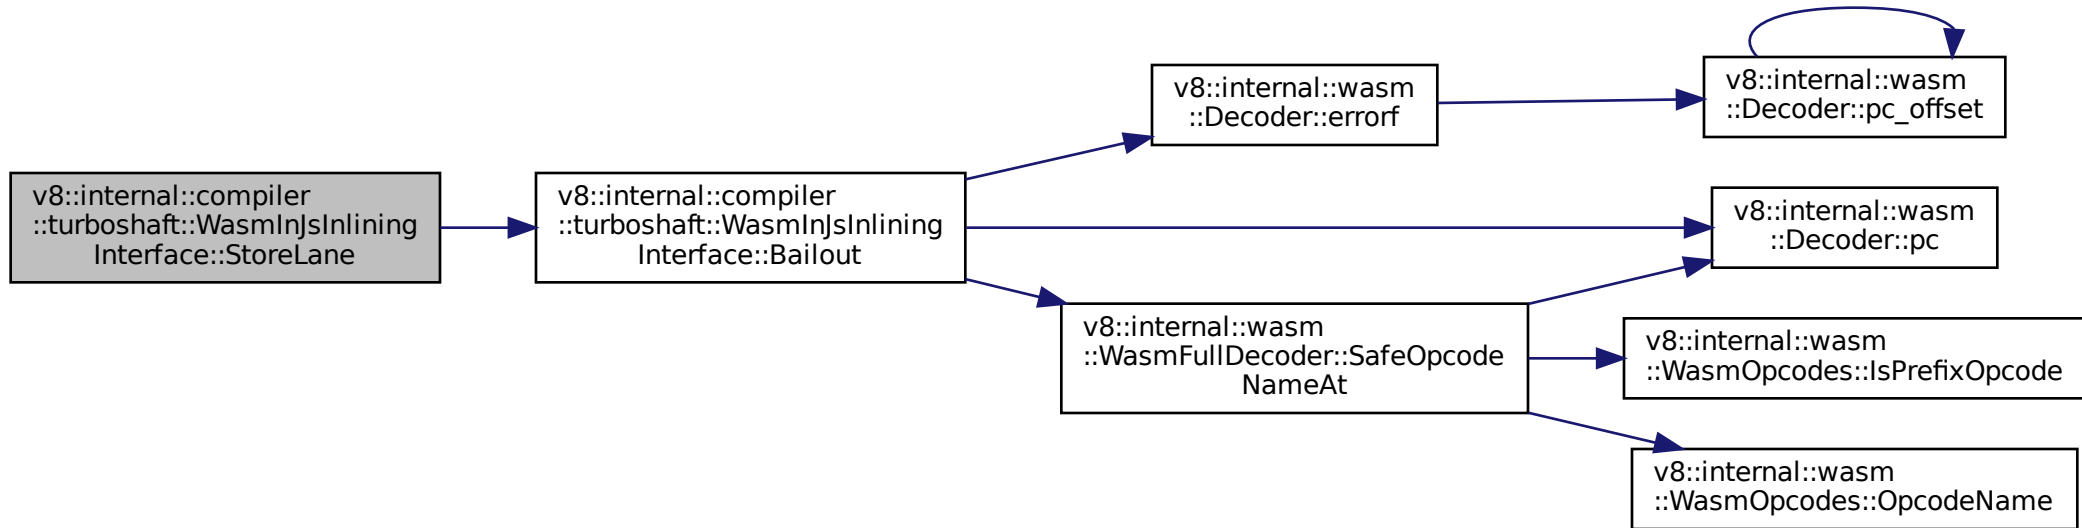 v8::internal::compiler
::turboshaft::WasmInJsInlining
Interface::StoreLane
v8::internal::compiler
::turboshaft::WasmInJsInlining
Interface::Bailout
v8::internal::wasm
::Decoder::errorf
v8::internal::wasm
::Decoder::pc_offset
v8::internal::wasm
::Decoder::pc
v8::internal::wasm
::WasmFullDecoder::SafeOpcode
NameAt
v8::internal::wasm
::WasmOpcodes::IsPrefixOpcode
v8::internal::wasm
::WasmOpcodes::OpcodeName